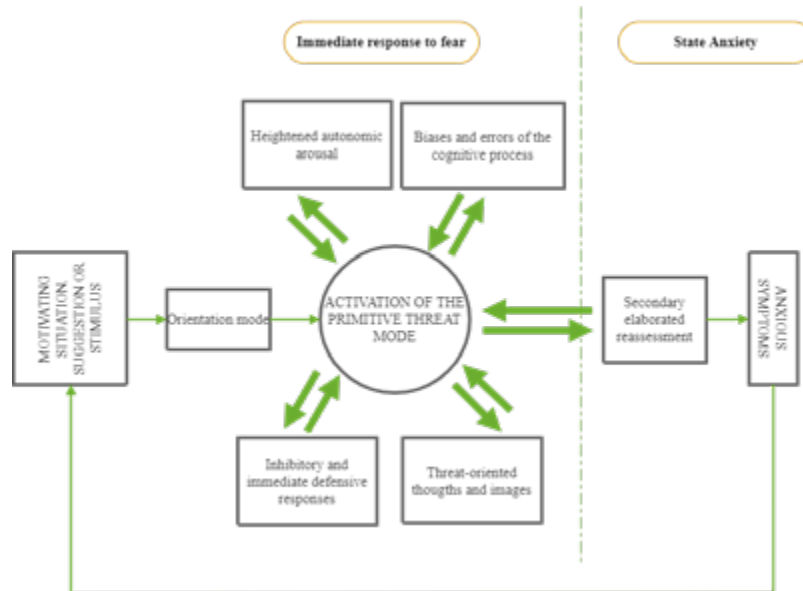 Immediate response to fear
State Anxiety
Heightened autonomic
arousal
Biases and errors of the
cognitive process
MOTIVATING
SITUATION,
SUGGESTION OR
STIMULUS
Orientation mode
ACTIVATION OF THE
PRIMITIVE THREAT
MODE
Secondary
elaborated
reassessment
ANXIOUS
SYMPTOMS
Inhibitory and
immediate defensive
responses
Threat-oriented
thougths and images